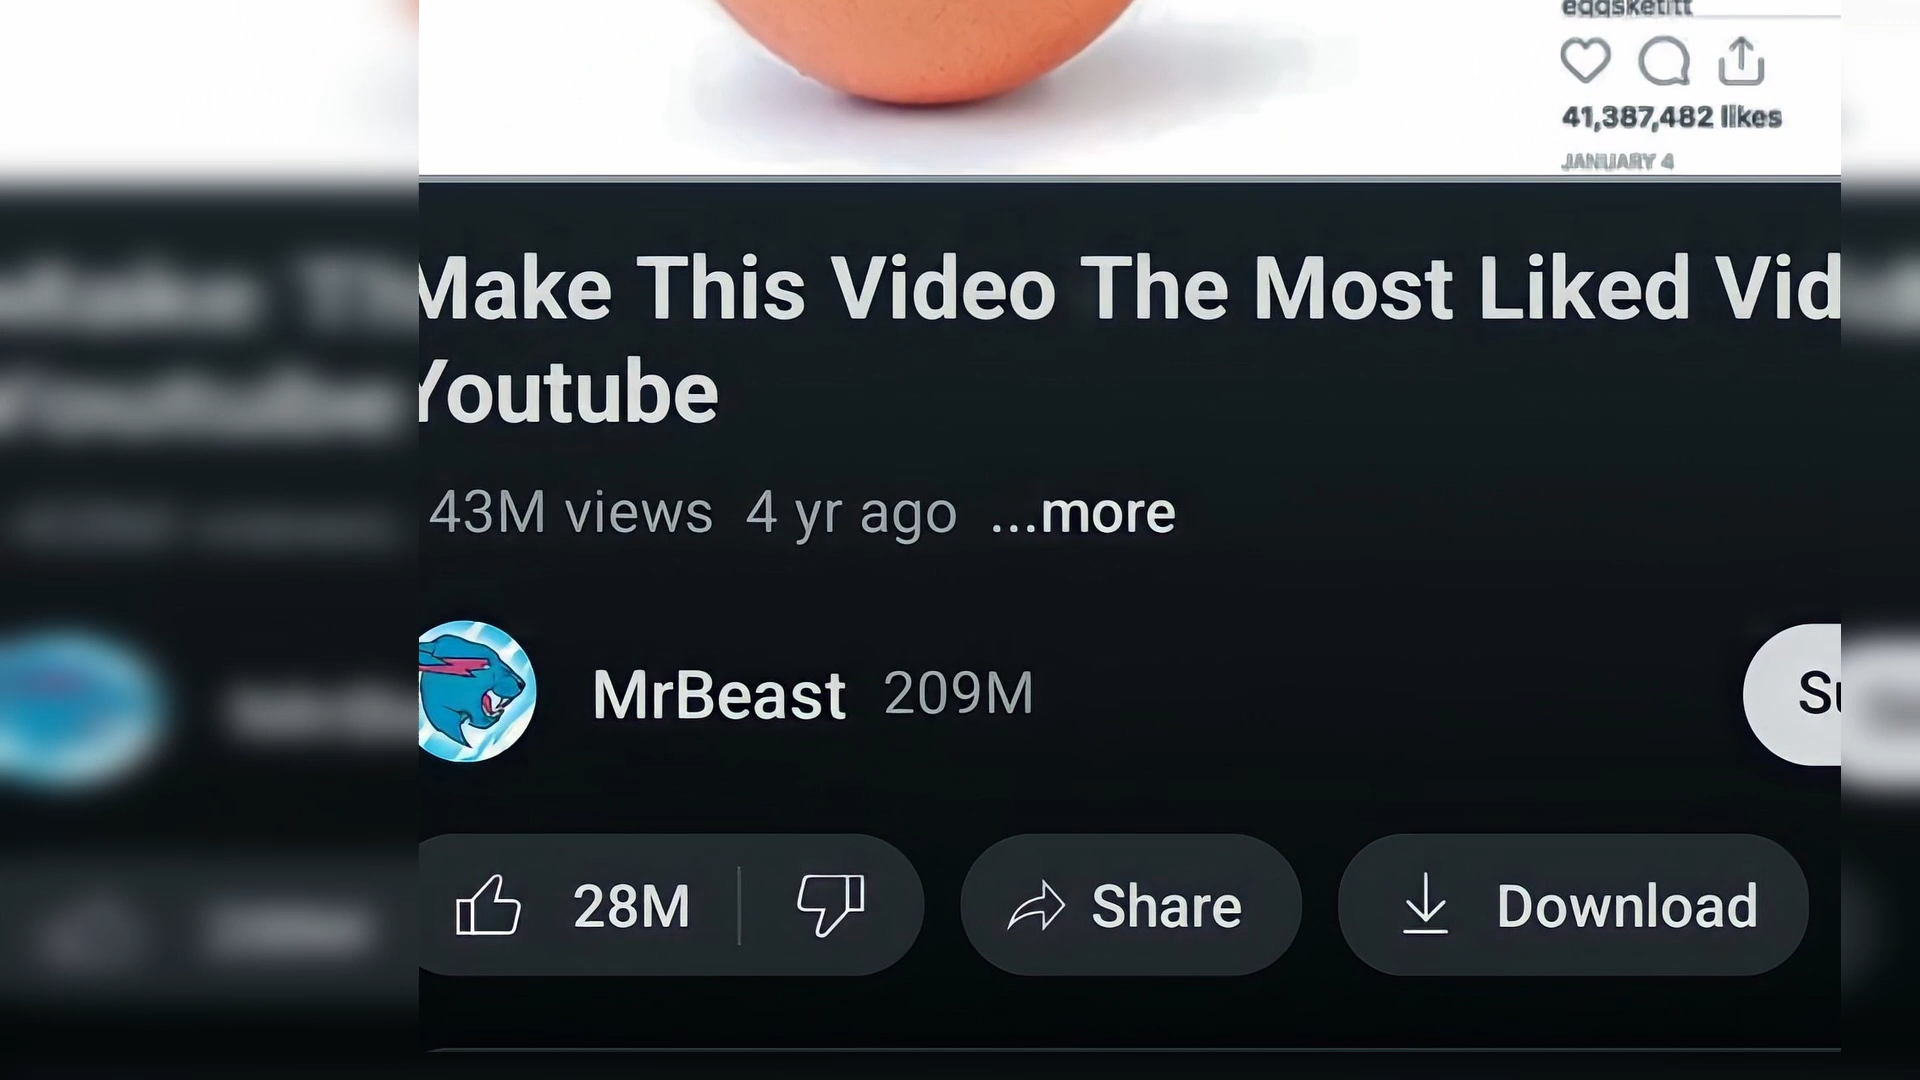 41,387,482 likes
JANUARY 4
Make This Video The Most Liked Vid
Youtube
43M views 4 yr ago ...more
MrBeast 209M
Su
28M Share Download